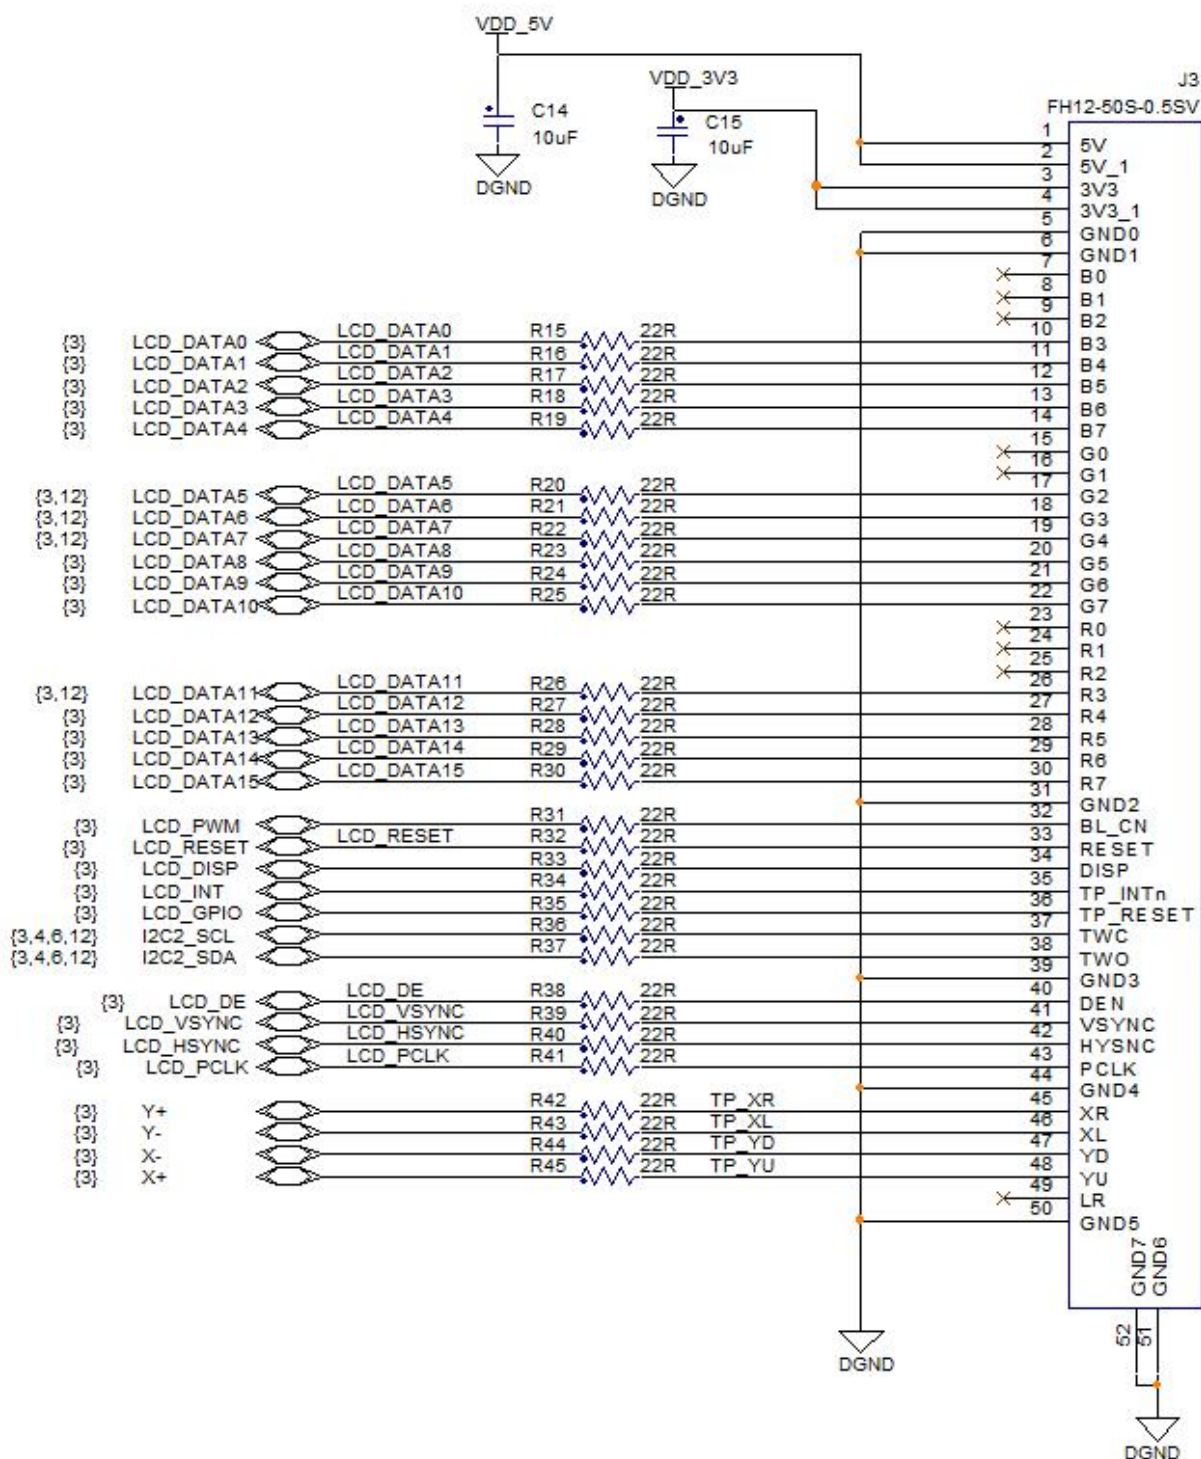 VDD_5V
VDD_3V3
J3
C14
10uF
DGND
C15
10uF
DGND
FH12-50S-0.5SV
1 5V
2 5V_1
3 3V3
4 3V3_1
5 GND0
6 GND1
7 B0
8 B1
9 B2
{3} LCD_DATA0 LCD_DATA0 R15 22R 10 B3
{3} LCD_DATA1 LCD_DATA1 R16 22R 11 B4
{3} LCD_DATA2 LCD_DATA2 R17 22R 12 B5
{3} LCD_DATA3 LCD_DATA3 R18 22R 13 B6
{3} LCD_DATA4 LCD_DATA4 R19 22R 14 B7
15 G0
16 G1
{3,12} LCD_DATA5 LCD_DATA5 R20 22R 17 G2
{3,12} LCD_DATA6 LCD_DATA6 R21 22R 18 G3
{3,12} LCD_DATA7 LCD_DATA7 R22 22R 19 G4
{3} LCD_DATA8 LCD_DATA8 R23 22R 20 G5
{3} LCD_DATA9 LCD_DATA9 R24 22R 21 G6
{3} LCD_DATA10 LCD_DATA10 R25 22R 22 G7
23 R0
24 R1
25 R2
{3,12} LCD_DATA11 LCD_DATA11 R26 22R 26 R3
{3} LCD_DATA12 LCD_DATA12 R27 22R 27 R4
{3} LCD_DATA13 LCD_DATA13 R28 22R 28 R5
{3} LCD_DATA14 LCD_DATA14 R29 22R 29 R6
{3} LCD_DATA15 LCD_DATA15 R30 22R 30 R7
31 GND2
{3} LCD_PWM R31 22R 32 BL_CN
{3} LCD_RESET LCD_RESET R32 22R 33 RESET
{3} LCD_DISP R33 22R 34 DISP
{3} LCD_INT R34 22R 35 TP_INTn
{3} LCD_GPIO R35 22R 36 TP_RESET
{3,4,6,12} I2C2_SCL R36 22R 37 TWC
{3,4,6,12} I2C2_SDA R37 22R 38 TWO
39 GND3
{3} LCD_DE LCD_DE R38 22R 40 DEN
{3} LCD_VSYNC LCD_VSYNC R39 22R 41 VSYNC
{3} LCD_HSYNC LCD_HSYNC R40 22R 42 HYSNC
{3} LCD_PCLK LCD_PCLK R41 22R 43 PCLK
44 GND4
{3} Y+ R42 22R TP_XR 45 XR
{3} Y- R43 22R TP_XL 46 XL
{3} X- R44 22R TP_YD 47 YD
{3} X+ R45 22R TP_YU 48 YU
49 LR
50 GND5
GND7
GND6
52
51
DGND
DGND